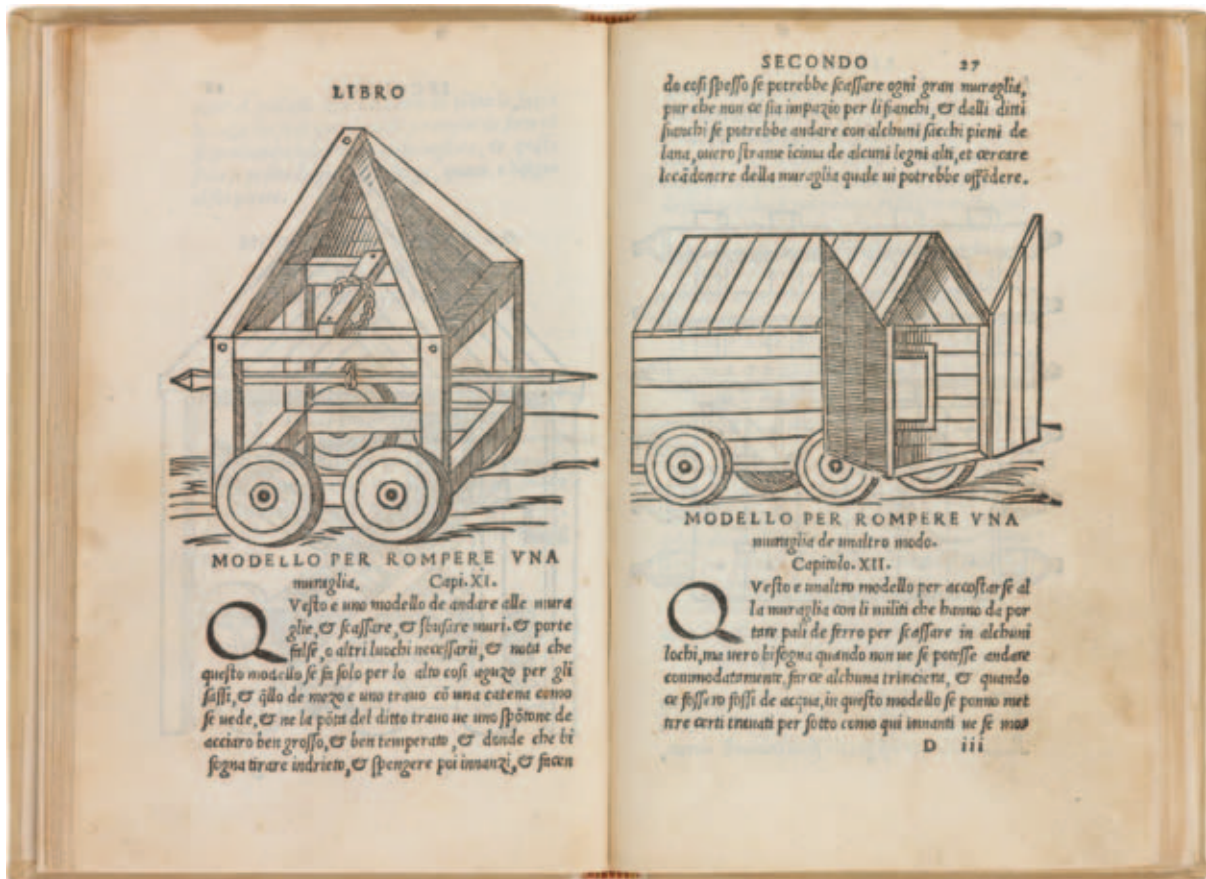 LIBRO
MODELLO PER ROMPERE VNA
muraglia. Capi. XI.
QVesto e uno modello de andare alle mura
glie, & scassare, & sbusare muri. & porte
false, o altri luochi necessarii, & nota che
questo modello se fa solo per lo alto cosi aguzo per gli
sassi, & q̃llo de mezo e uno trauo cō una catena como
se uede, & ne la pōta del ditto trauo ue uno spōtone de
acciaro ben grosso, & ben temperato, & donde che bi
sogna tirare indrieto, & spengere poi innanzi, & facen
SECONDO 27
do cosi spesso se potrebbe scassare ogni gran muraglia,
pur che non ce sia impazio per li fianchi, & dalli ditti
fianchi se potrebbe andare con alchuni sacchi pieni de
lana, ouero strame īcima de alcuni legni alti, et cercare
della muraglia quale ui potrebbe offēdere.
MODELLO PER ROMPERE VNA
muraglia de unaltro modo.
Capitolo. XII.
QVesto e unaltro modello per accostarse al
la muraglia con li militi che hanno da por
tare pali de ferro per scassare in alchuni
lochi, ma uero bisogna quando non ue se potesse andare
commodatamente, far ce alchuna trinciera, & quando
ce fossero fossi de acqua, in questo modello se ponno met
tere certi trauati per sotto como qui innanti ue se mos
D iii